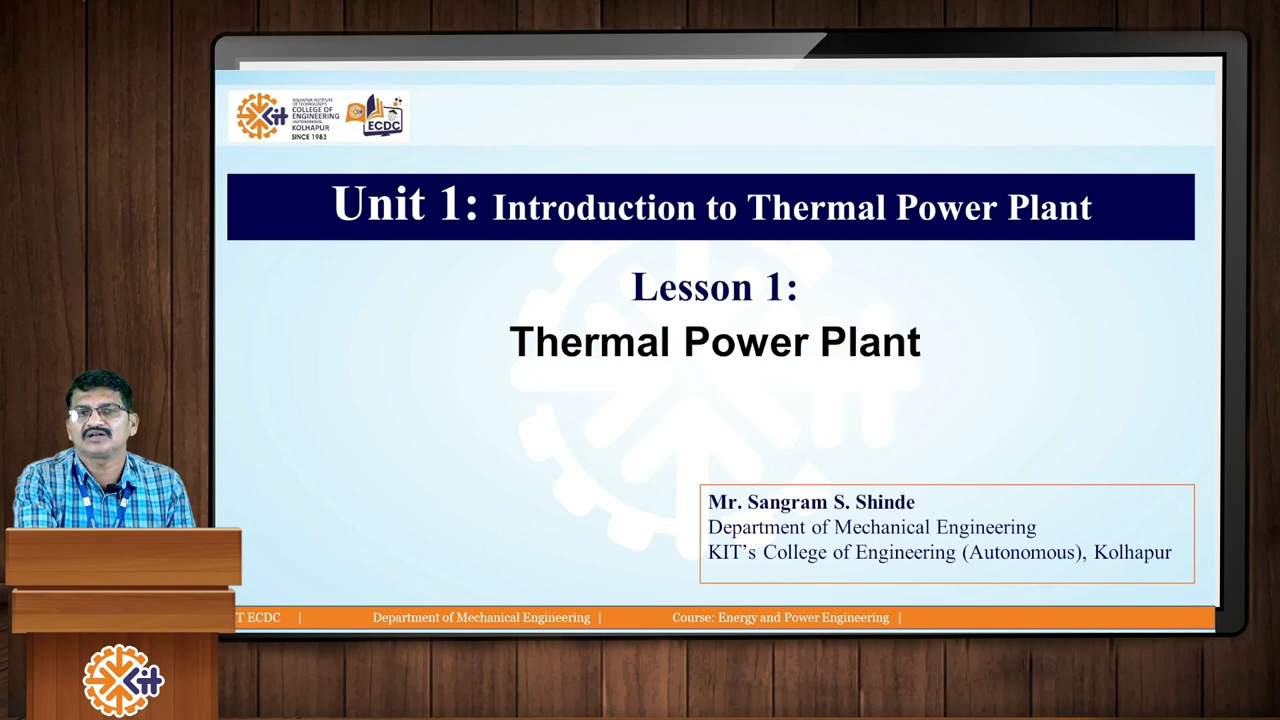 KOLHAPUR INSTITUTE
OF TECHNOLOGY'S
COLLEGE OF
ENGINEERING
(AUTONOMOUS),
KOLHAPUR
SINCE 1983
Kit
ECDC
Unit 1: Introduction to Thermal Power Plant
Lesson 1:
Thermal Power Plant
Mr. Sangram S. Shinde
Department of Mechanical Engineering
KIT's College of Engineering (Autonomous), Kolhapur
T ECDC | Department of Mechanical Engineering | Course: Energy and Power Engineering |
Kit